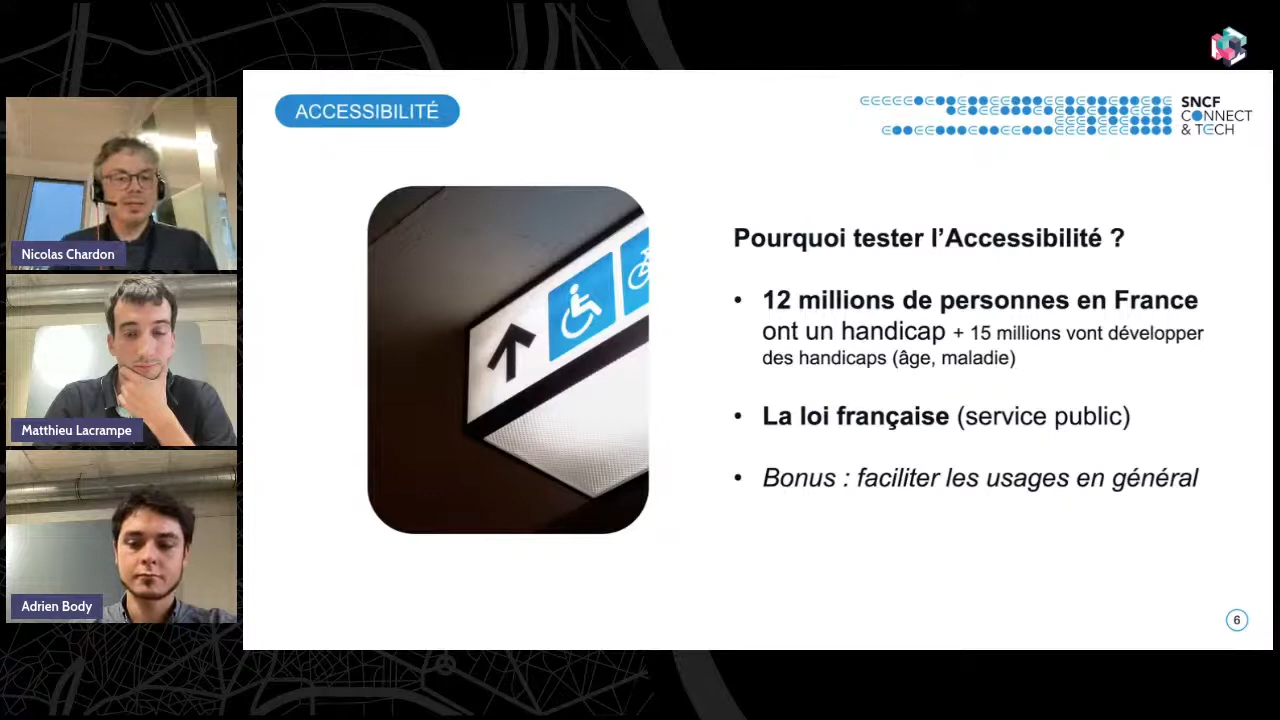 ACCESSIBILITÉ
SNCF
CONNECT
& TECH
Nicolas Chardon
Matthieu Lacrampe
Adrien Body
Pourquoi tester l’Accessibilité ?
• 12 millions de personnes en France
ont un handicap + 15 millions vont développer
des handicaps (âge, maladie)
• La loi française (service public)
• Bonus : faciliter les usages en général
6